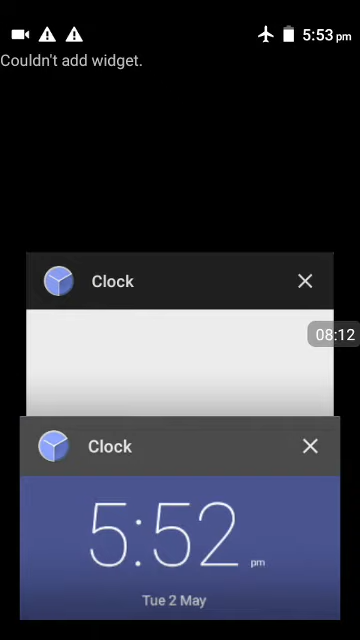 5:53 pm
Couldn't add widget.
Clock
08:12
Clock
5:52 pm
Tue 2 May